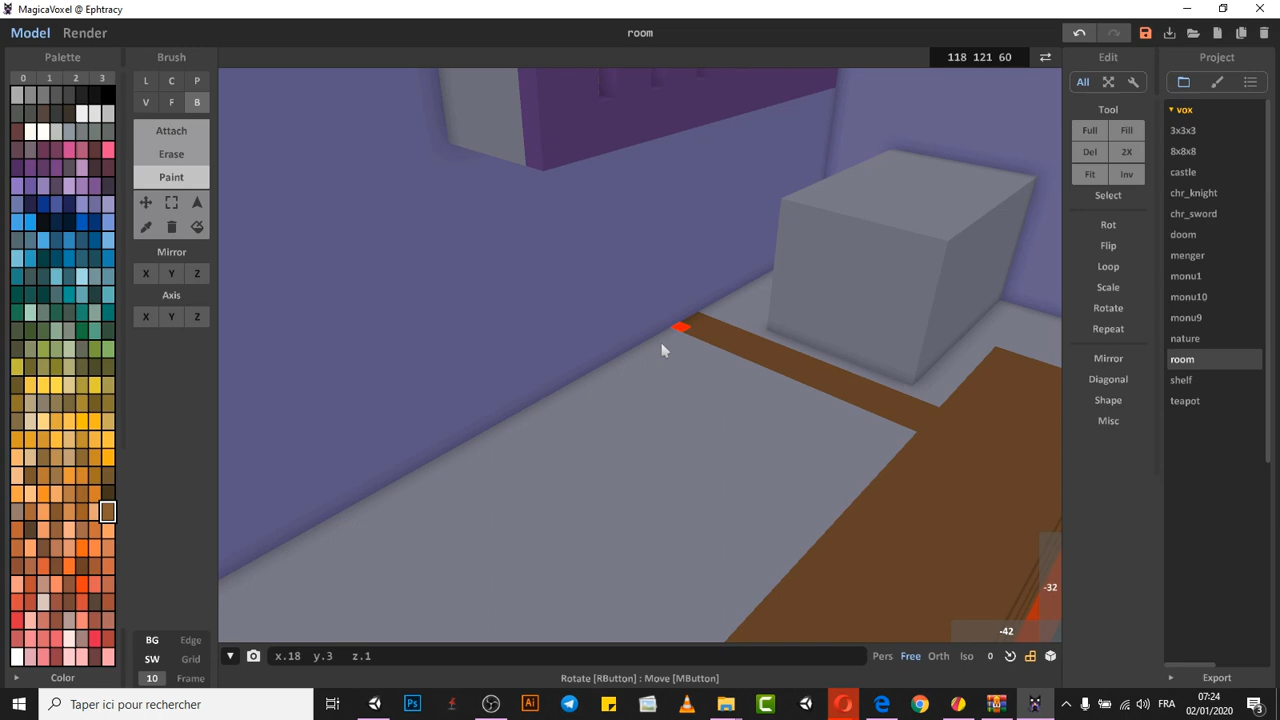 MagicaVoxel @ Ephtracy
Model Render
room
118 121 60
Palette
0 1 2 3
Color
Brush
L C P
V F B
Attach
Erase
Paint
Mirror
X Y Z
Axis
X Y Z
BG Edge
SW Grid
10 Frame
-32
-42
x.18 y.3 z.1
Pers Free Orth Iso 0
Rotate [RButton] : Move [MButton]
Edit
All
Tool
Full Fill
Del 2X
Fit Inv
Select
Rot
Flip
Loop
Scale
Rotate
Repeat
Mirror
Diagonal
Shape
Misc
Project
vox
3x3x3
8x8x8
castle
chr_knight
chr_sword
doom
menger
monu1
monu10
monu9
nature
room
shelf
teapot
Export
Taper ici pour rechercher
FRA
07:24
02/01/2020
3